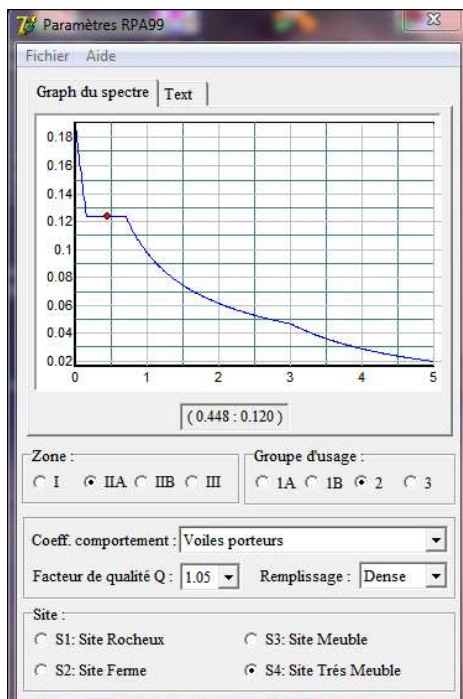 Paramètres RPA99
Fichier Aide
Graph du spectre Text
0.18
0.16
0.14
0.12
0.1
0.08
0.06
0.04
0.02
0 1 2 3 4 5
( 0.448 : 0.120 )
Zone :
I IIA IIB III
Groupe d'usage :
1A 1B 2 3
Coeff. comportement : Voiles porteurs
Facteur de qualité Q : 1.05 Remplissage : Dense
Site :
S1: Site Rocheux S3: Site Meuble
S2: Site Ferme S4: Site Trés Meuble